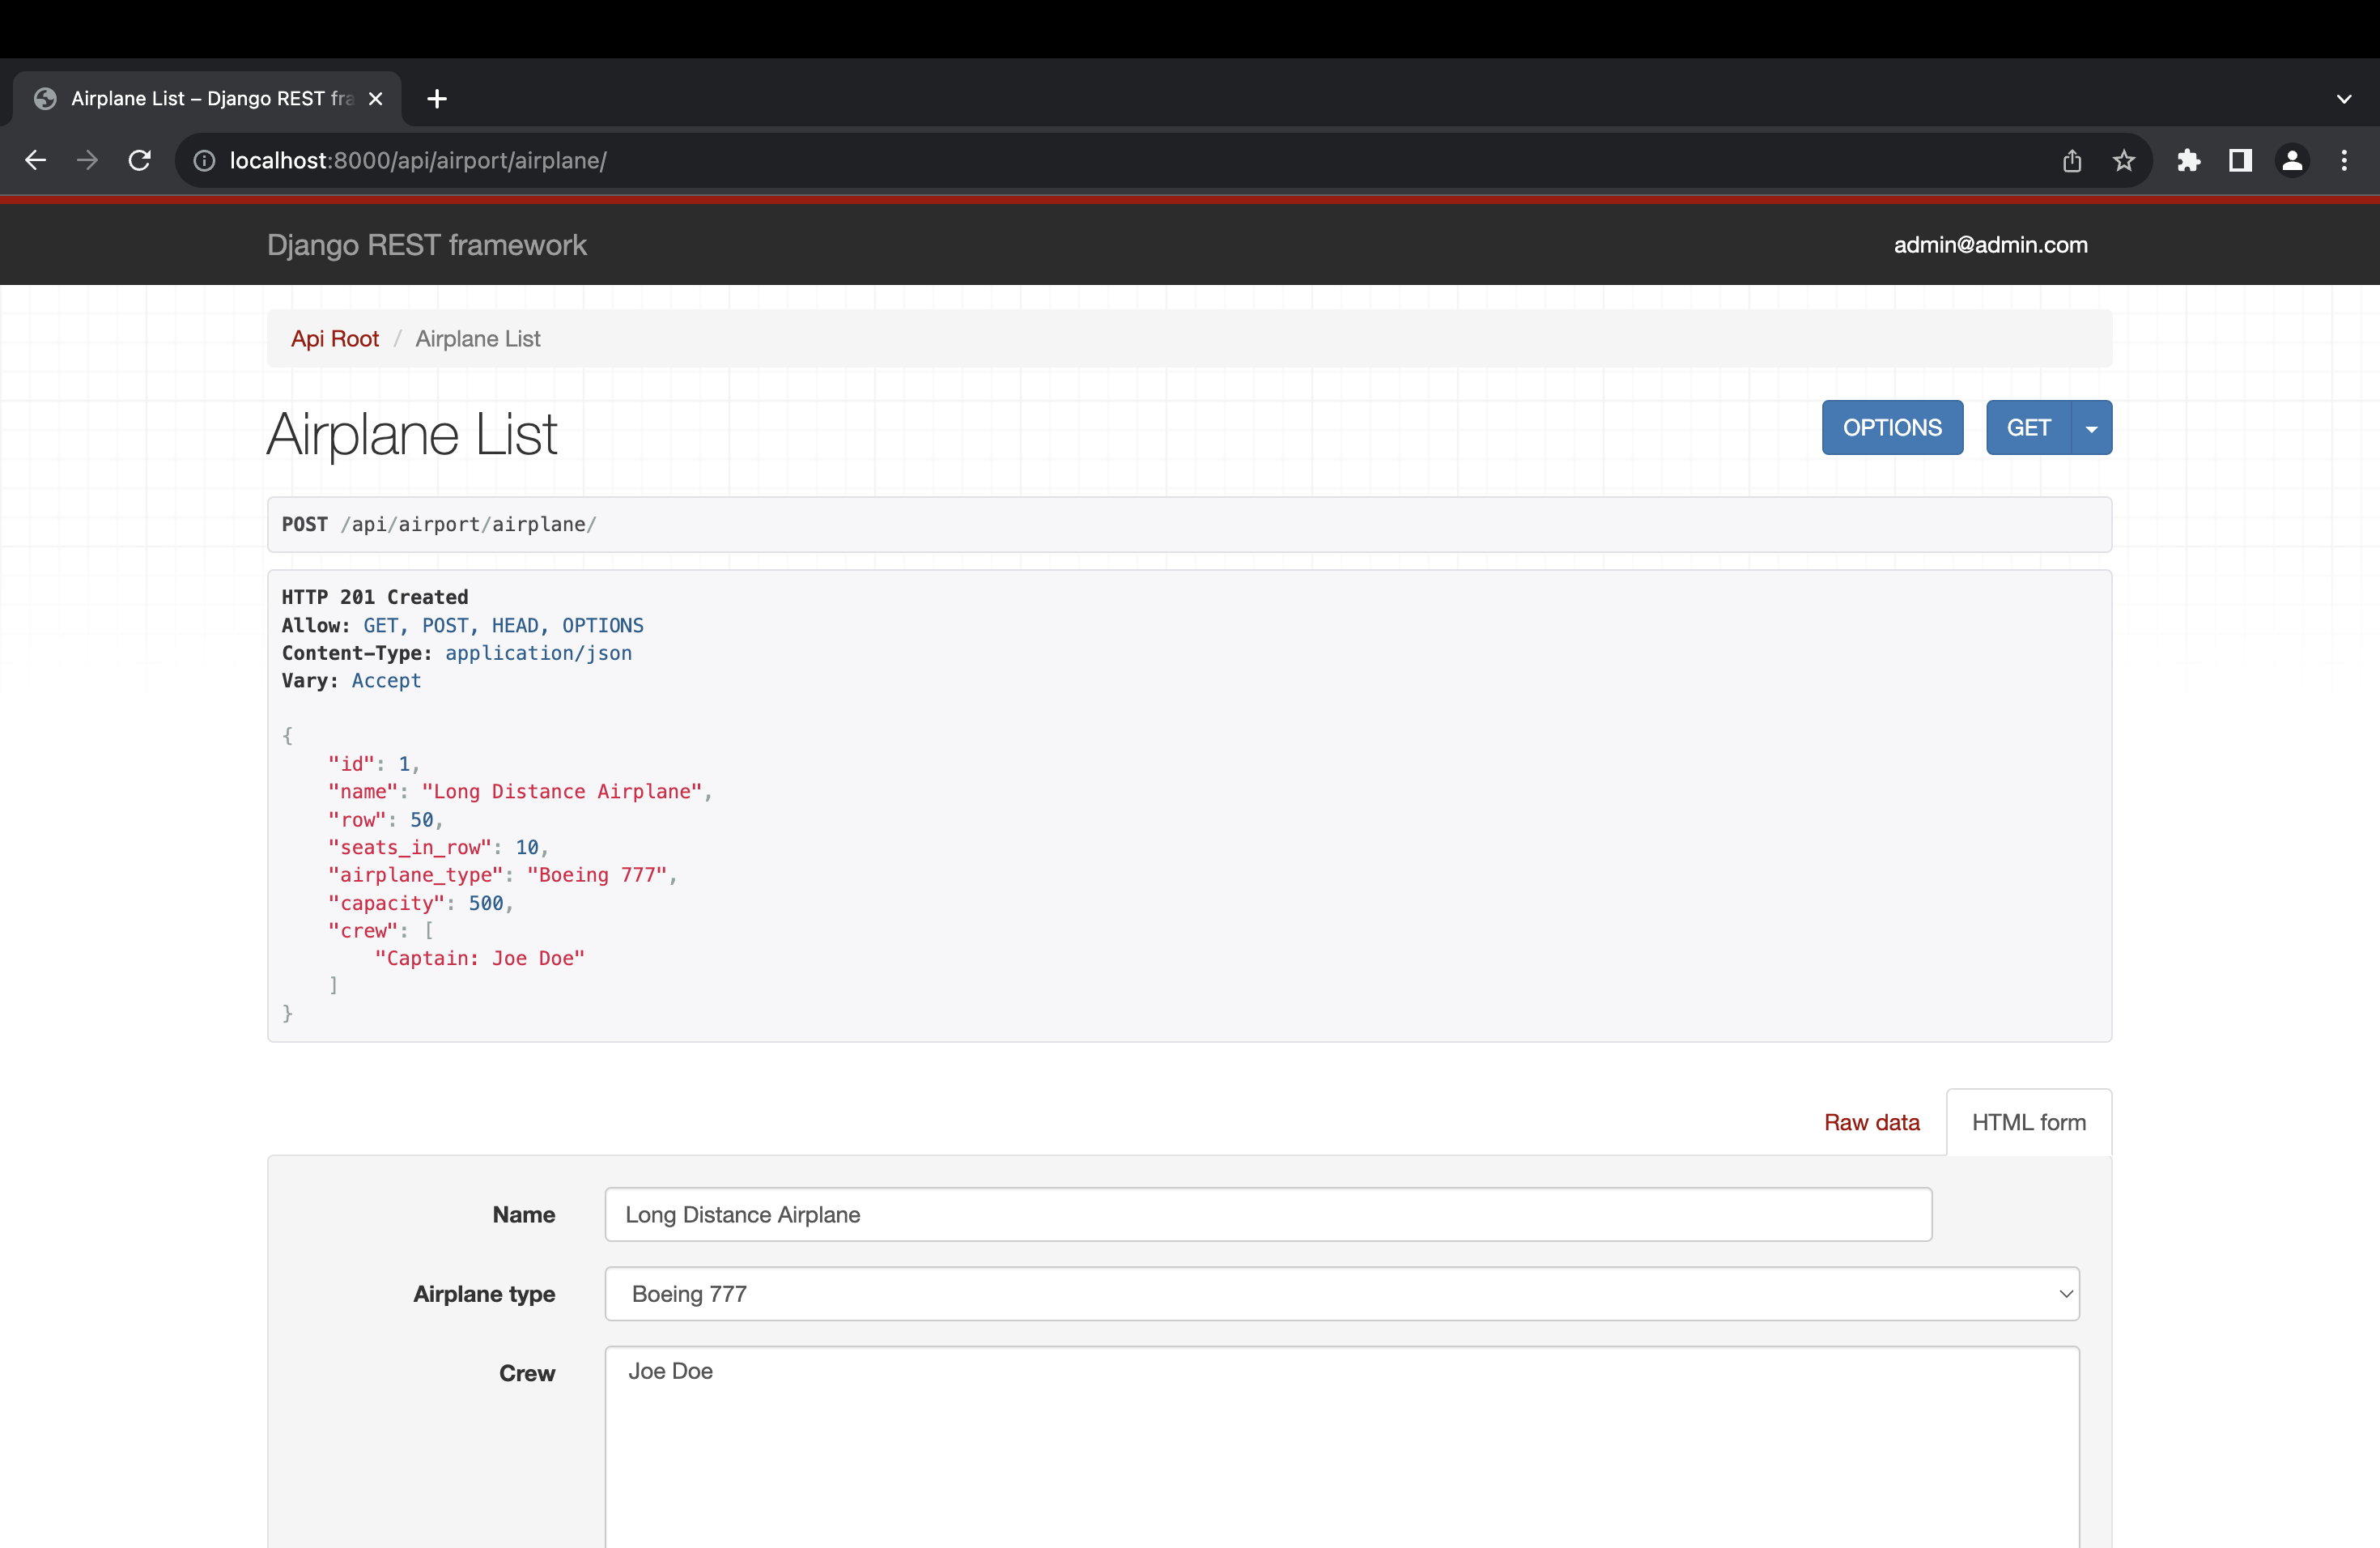 Airplane List – Django REST fra
localhost:8000/api/airport/airplane/
Django REST framework
admin@admin.com
Api Root / Airplane List
Airplane List
OPTIONS
GET
POST /api/airport/airplane/
HTTP 201 Created
Allow: GET, POST, HEAD, OPTIONS
Content-Type: application/json
Vary: Accept
{
    "id": 1,
    "name": "Long Distance Airplane",
    "row": 50,
    "seats_in_row": 10,
    "airplane_type": "Boeing 777",
    "capacity": 500,
    "crew": [
        "Captain: Joe Doe"
    ]
}
Raw data
HTML form
Name
Long Distance Airplane
Airplane type
Boeing 777
Crew
Joe Doe